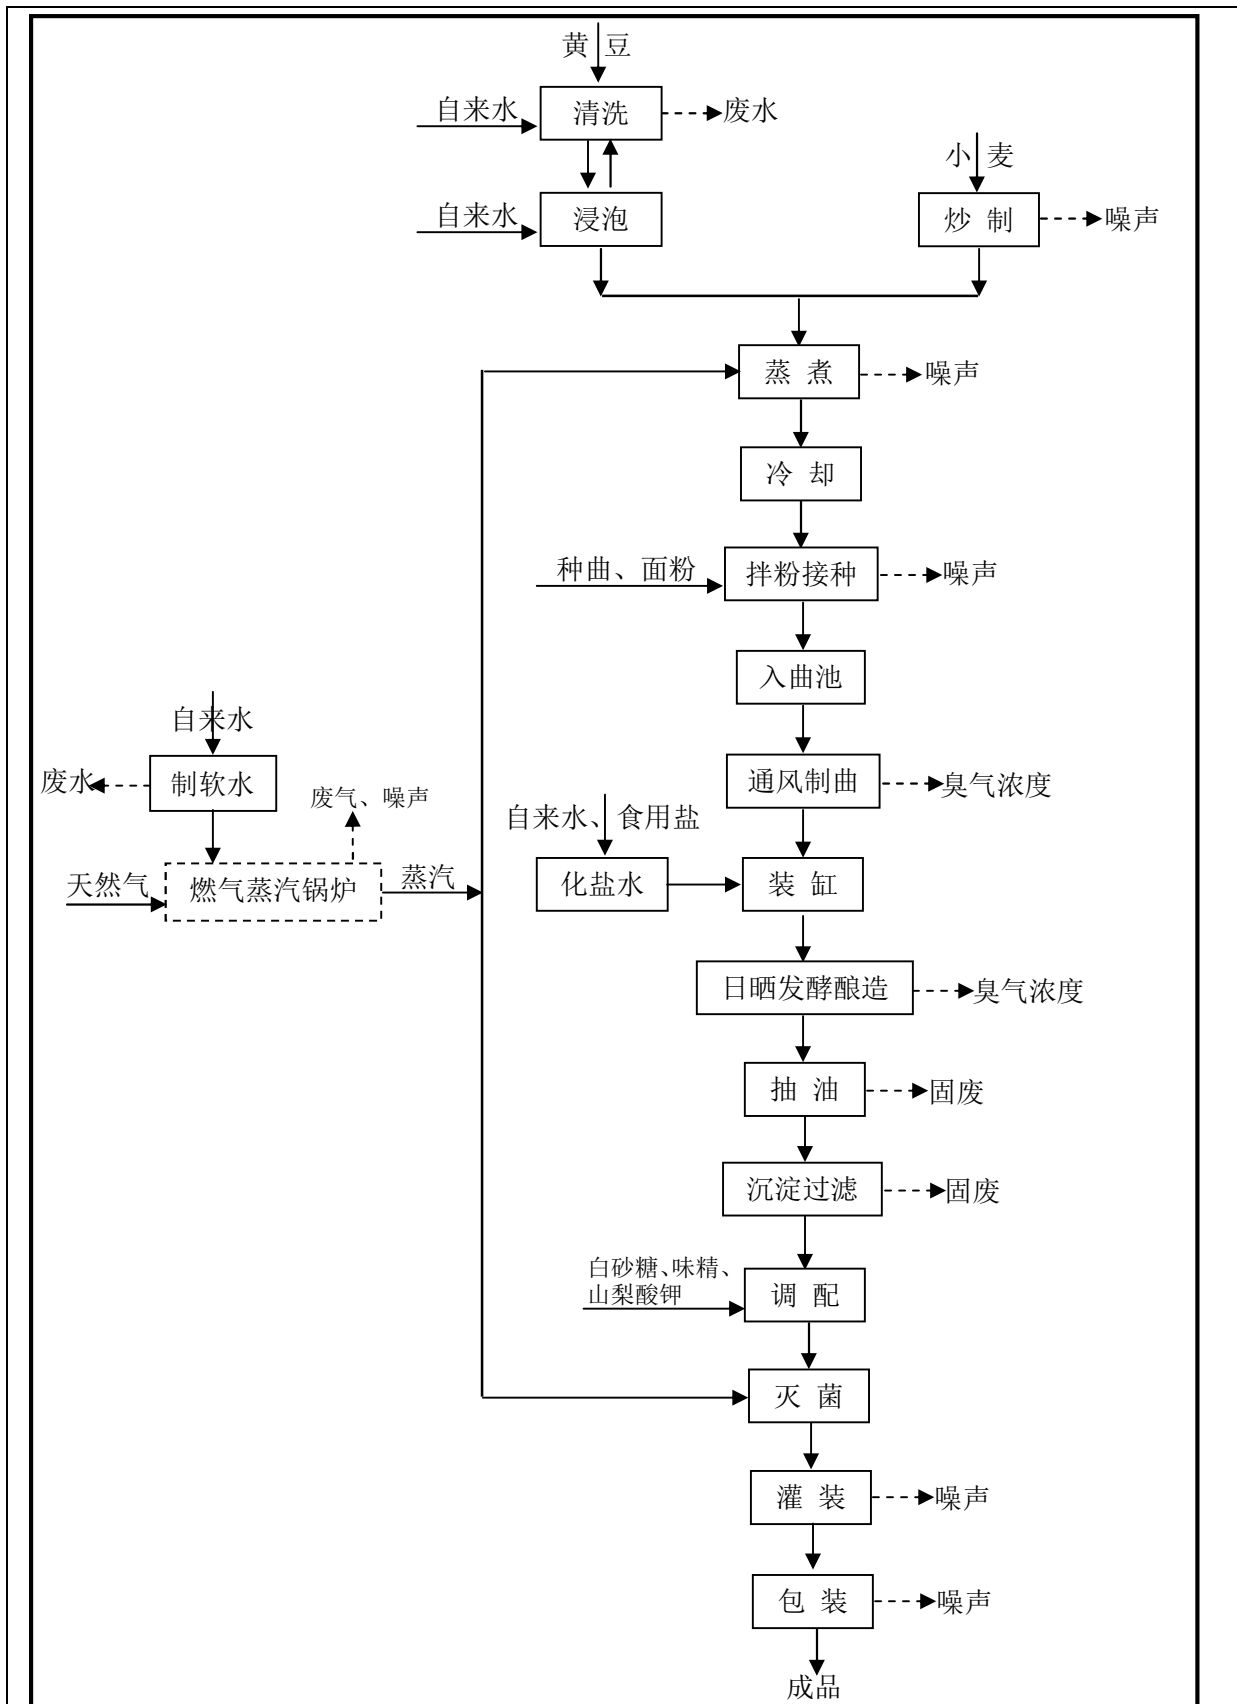 黄豆
自来水
清洗
废水
小麦
自来水
浸泡
炒制
噪声
蒸煮
噪声
冷却
种曲、面粉
拌粉接种
噪声
入曲池
自来水
废水
制软水
废气、噪声
通风制曲
臭气浓度
自来水、食用盐
天然气
燃气蒸汽锅炉
蒸汽
化盐水
装缸
日晒发酵酿造
臭气浓度
抽油
固废
沉淀过滤
固废
白砂糖、味精、
山梨酸钾
调配
灭菌
灌装
噪声
包装
噪声
成品